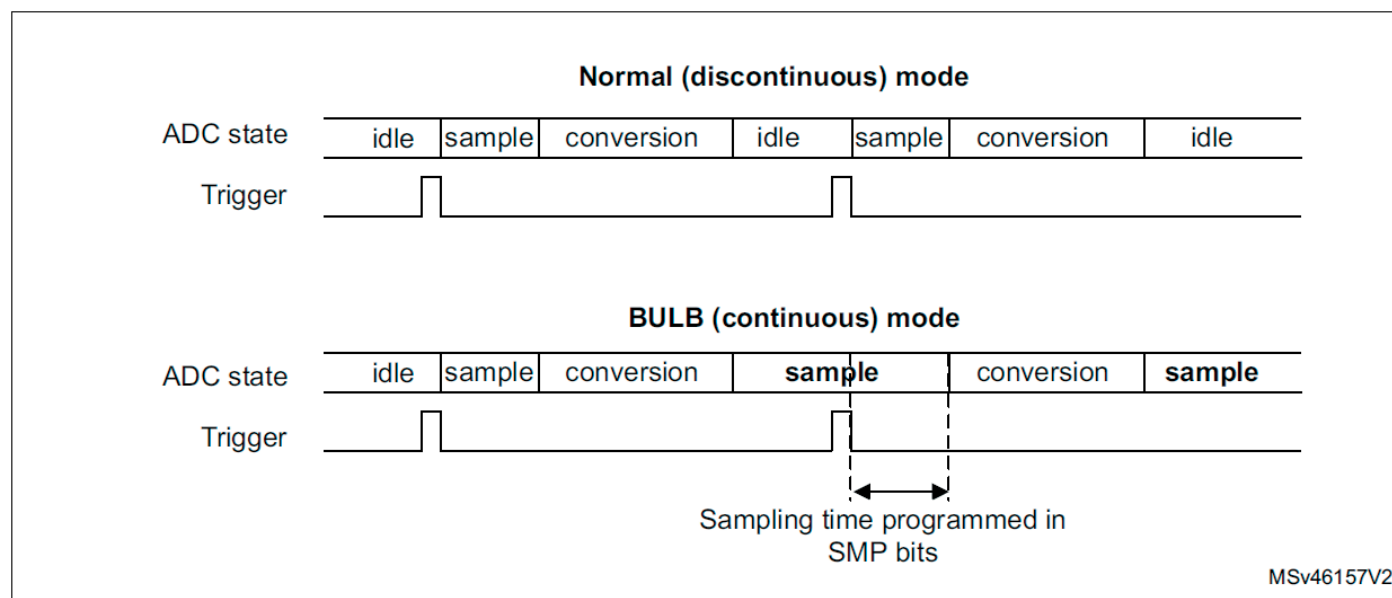 Normal (discontinuous) mode
ADC state idle sample conversion idle sample conversion idle
Trigger
BULB (continuous) mode
ADC state idle sample conversion sample conversion sample
Trigger
Sampling time programmed in
SMP bits
MSv46157V2